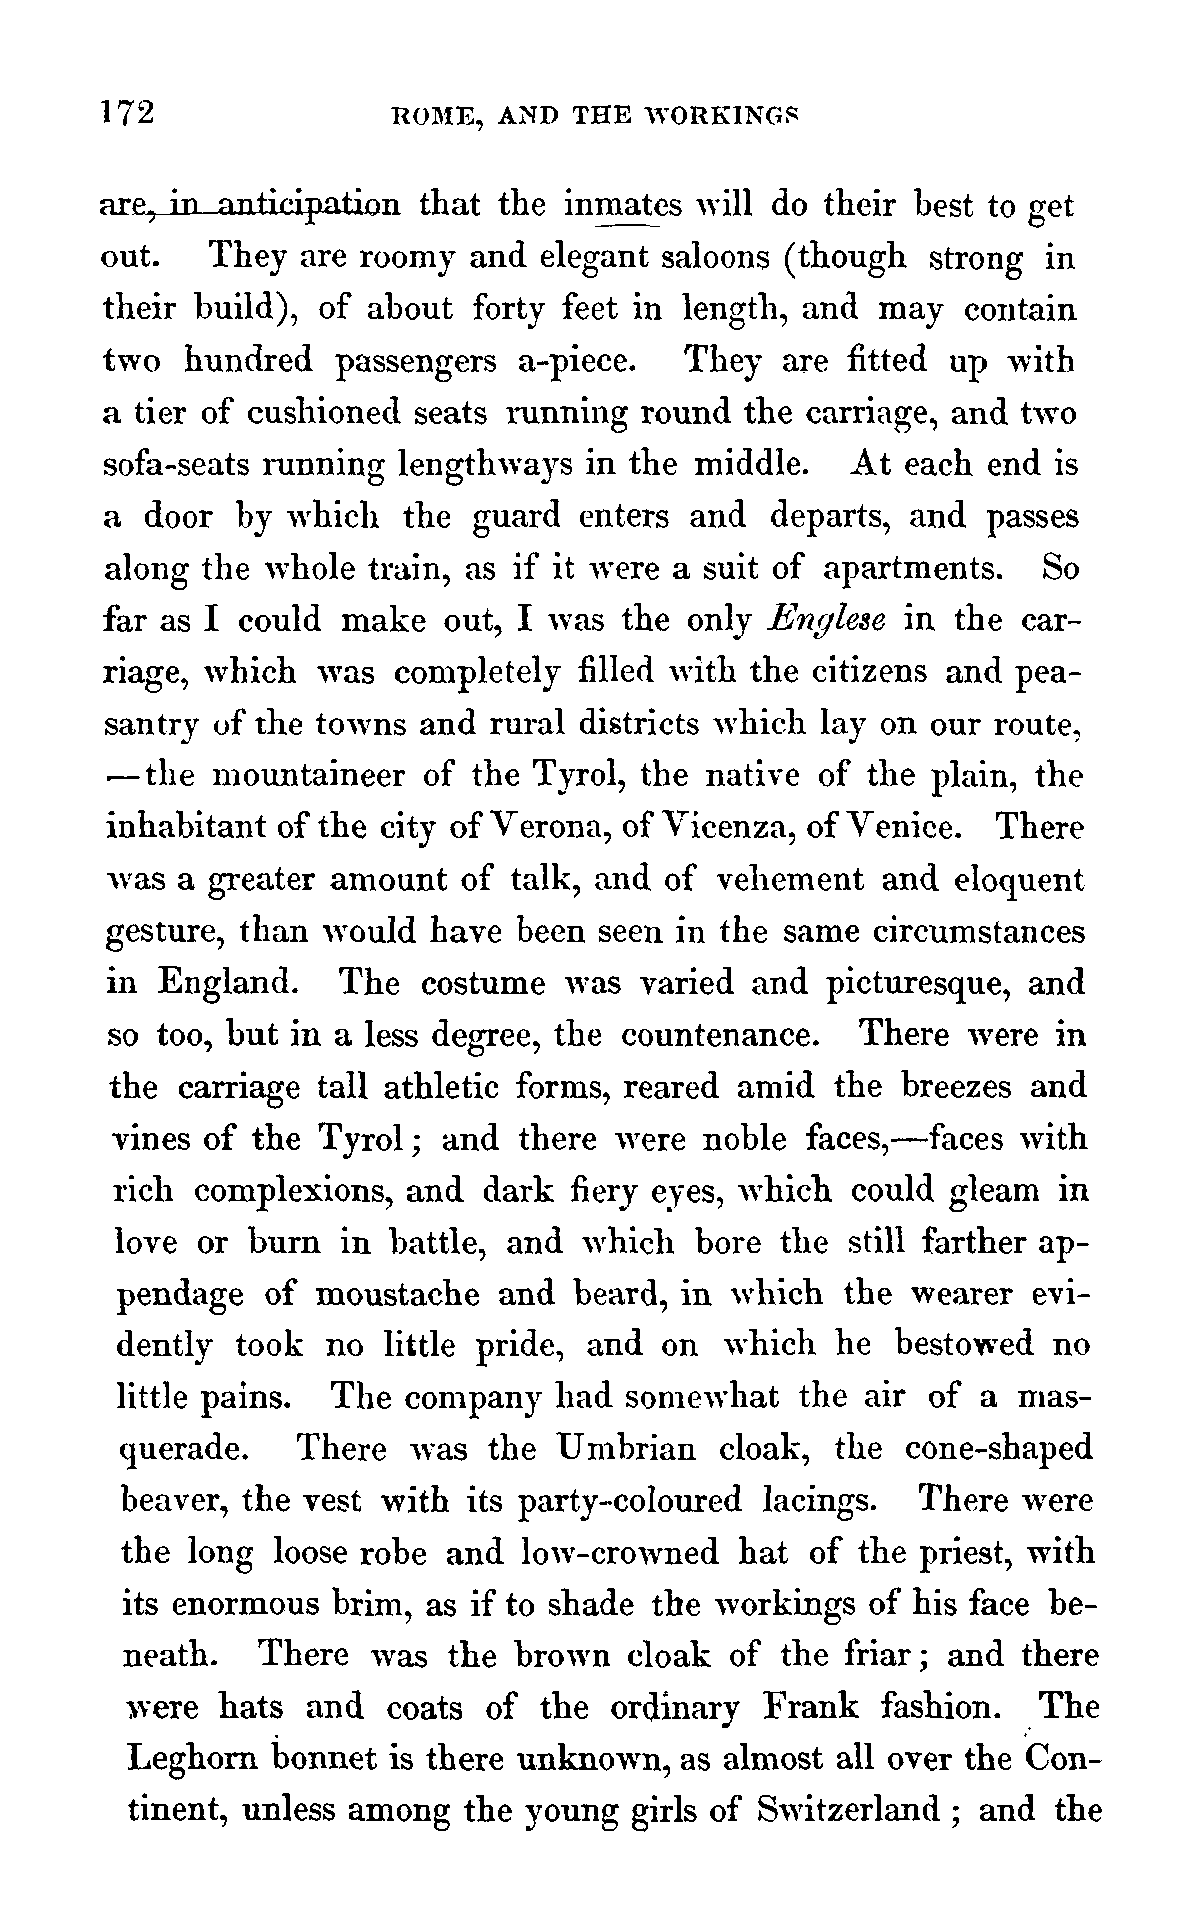 172 ROME, AND THE WORKINGS
are, in anticipation that the inmates will do their best to get
out. They are roomy and elegant saloons (though strong in
their build), of about forty feet in length, and may contain
two hundred passengers a-piece. They are fitted up with
a tier of cushioned seats running round the carriage, and two
sofa-seats running lengthways in the middle. At each end is
a door by which the guard enters and departs, and passes
along the whole train, as if it were a suit of apartments. So
far as I could make out, I was the only Englese in the car-
riage, which was completely filled with the citizens and pea-
santry of the towns and rural districts which lay on our route,
—the mountaineer of the Tyrol, the native of the plain, the
inhabitant of the city of Verona, of Vicenza, of Venice. There
was a greater amount of talk, and of vehement and eloquent
gesture, than would have been seen in the same circumstances
in England. The costume was varied and picturesque, and
so too, but in a less degree, the countenance. There were in
the carriage tall athletic forms, reared amid the breezes and
vines of the Tyrol; and there were noble faces,—faces with
rich complexions, and dark fiery eyes, which could gleam in
love or burn in battle, and which bore the still farther ap-
pendage of moustache and beard, in which the wearer evi-
dently took no little pride, and on which he bestowed no
little pains. The company had somewhat the air of a mas-
querade. There was the Umbrian cloak, the cone-shaped
beaver, the vest with its party-coloured lacings. There were
the long loose robe and low-crowned hat of the priest, with
its enormous brim, as if to shade the workings of his face be-
neath. There was the brown cloak of the friar; and there
were hats and coats of the ordinary Frank fashion. The
Leghorn bonnet is there unknown, as almost all over the Con-
tinent, unless among the young girls of Switzerland; and the